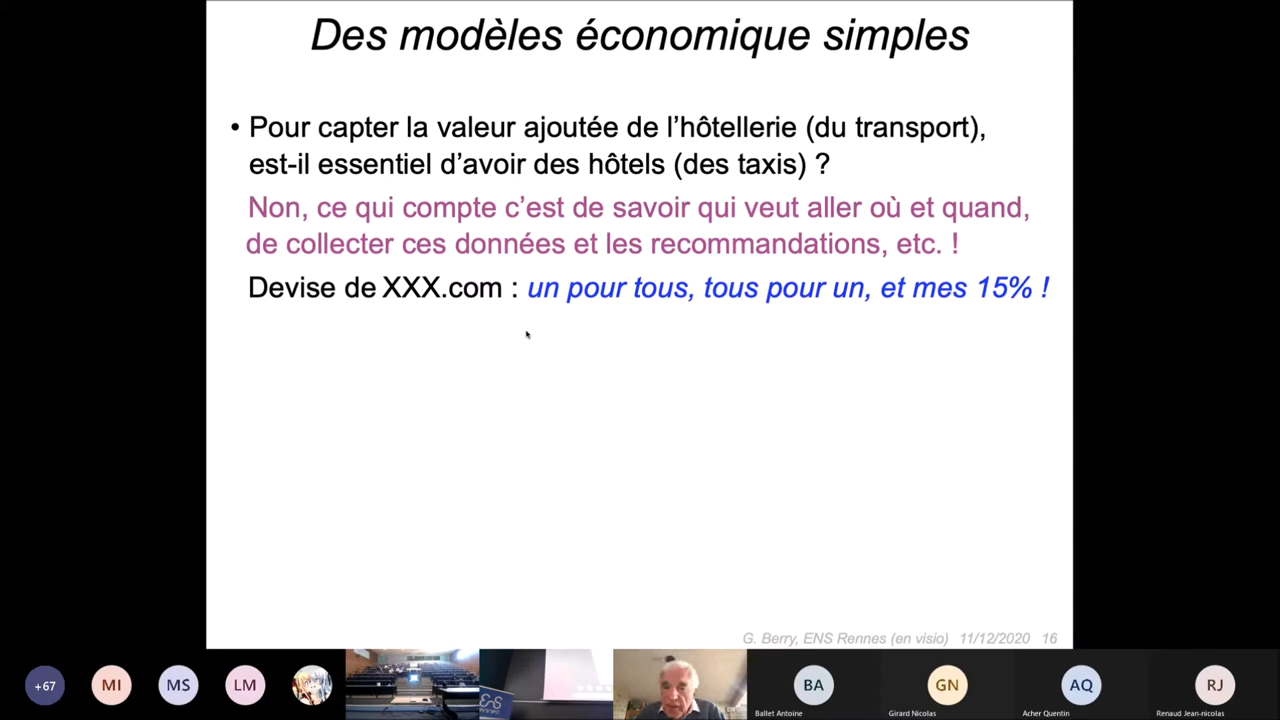 Des modèles économique simples
• Pour capter la valeur ajoutée de l’hôtellerie (du transport),
est-il essentiel d’avoir des hôtels (des taxis) ?
Non, ce qui compte c’est de savoir qui veut aller où et quand,
de collecter ces données et les recommandations, etc. !
Devise de XXX.com : un pour tous, tous pour un, et mes 15% !
G. Berry, ENS Rennes (en visio) 11/12/2020 16
+67 MI MS LM BA GN AQ RJ
Ballet Antoine Girard Nicolas Acher Quentin Renaud Jean-nicolas